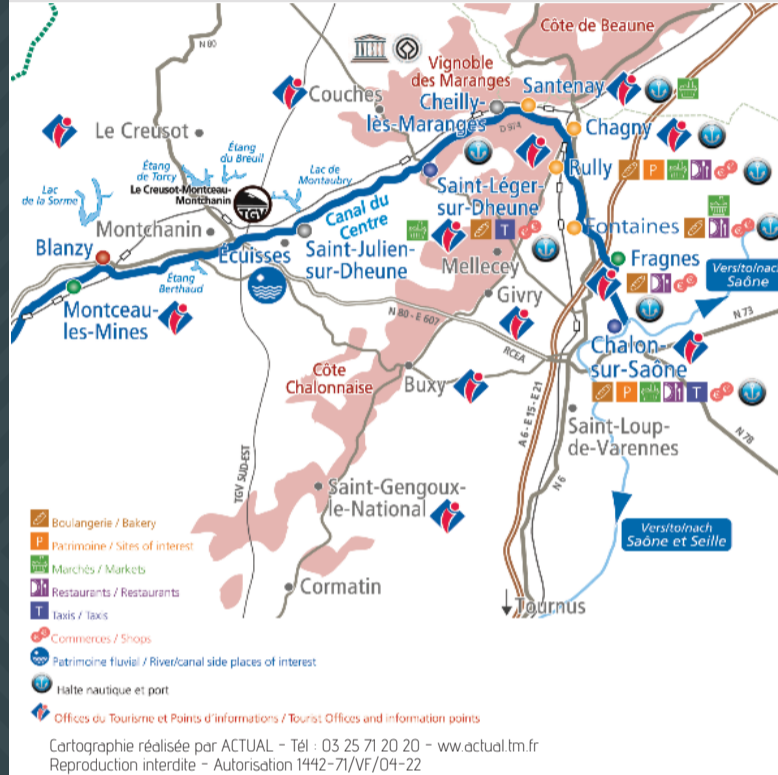 Côte de Beaune
N 80
Vignoble
des Maranges
Santenay
Couches
Cheilly-
lès-Maranges
D 974
Chagny
Le Creusot
Étang
du Breuil
Étang
de Torcy
Lac de
Montaubry
Rully
P
Lac
de la Sorme
Le Creusot-Montceau-
Montchanin
TGV
Saint-Léger-
sur-Dheune
T
Canal du
Centre
Montchanin
Fontaines
Blanzy
Écuisses
Saint-Julien-
sur-Dheune
Mellecey
Fragnes
Étang
Berthaud
Vers/to/nach
Saône
Givry
Montceau-
les-Mines
N 80 - E 607
N 73
RCEA
Chalon-
sur-Saône
Côte
Chalonnaise
Buxy
P
T
A 6 - E 15 - E 21
Saint-Loup-
de-Varennes
N 78
TGV SUD-EST
N 6
Saint-Gengoux-
le-National
Vers/to/nach
Saône et Seille
Cormatin
Tournus
Boulangerie / Bakery
P Patrimoine / Sites of interest
Marchés / Markets
Restaurants / Restaurants
T Taxis / Taxis
Commerces / Shops
Patrimoine fluvial / River/canal side places of interest
Halte nautique et port
Offices du Tourisme et Points d'informations / Tourist Offices and information points
Cartographie réalisée par ACTUAL - Tél : 03 25 71 20 20 - ww.actual.tm.fr
Reproduction interdite - Autorisation 1442-71/VF/04-22